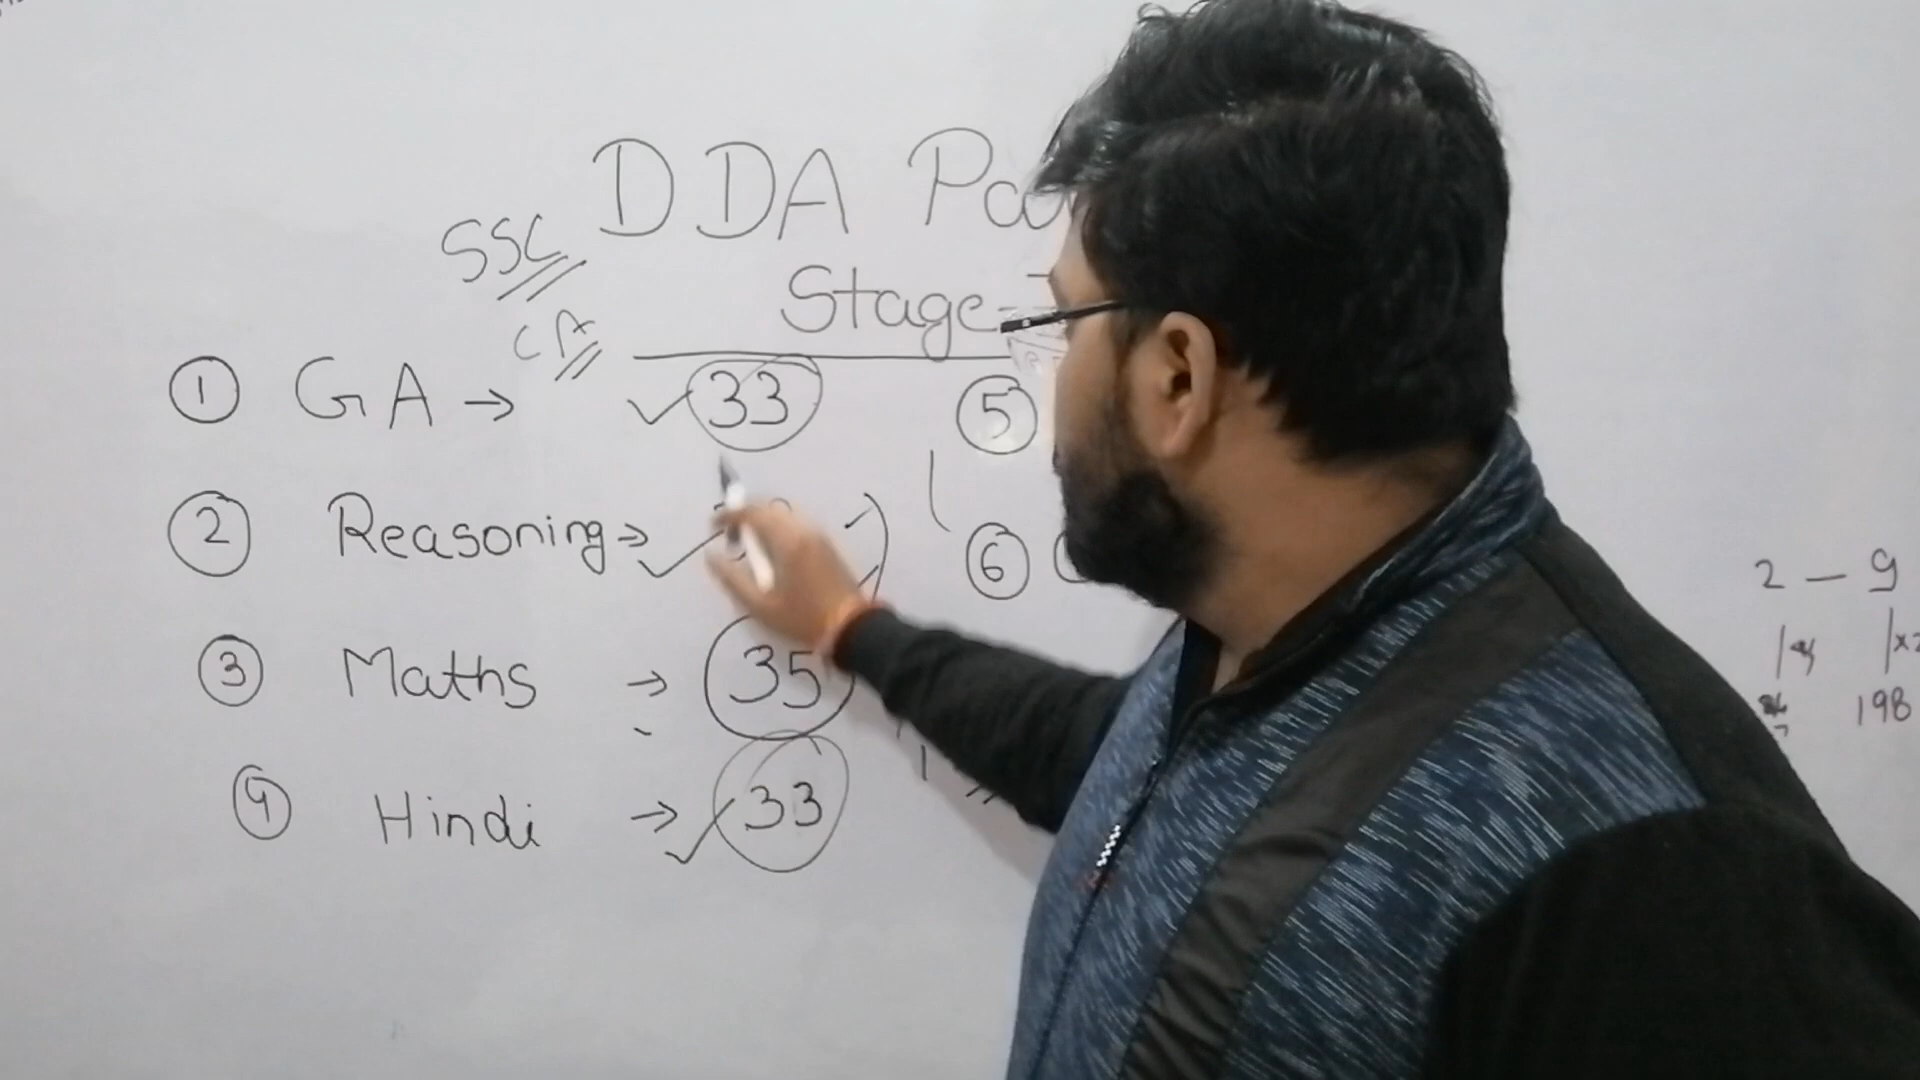 DDA
SSC Stage-
CA
① GA → 33 ⑤
② Reasoning → ⑥
③ Maths → 35
④ Hindi → 33
2 — 9
198